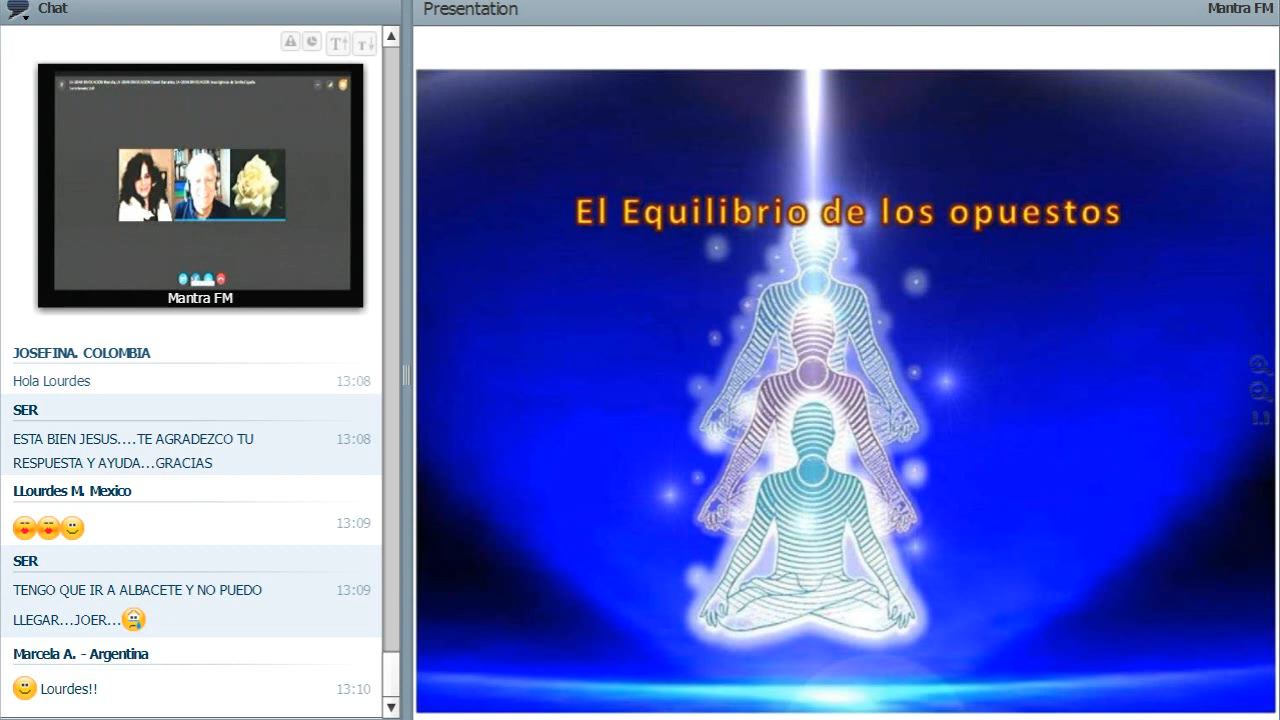 Chat
Mantra FM
JOSEFINA. COLOMBIA
Hola Lourdes 13:08
SER
ESTA BIEN JESUS....TE AGRADEZCO TU 13:08
RESPUESTA Y AYUDA...GRACIAS
LLourdes M. Mexico
13:09
SER
TENGO QUE IR ALBACETE Y NO PUEDO 13:09
LLEGAR...JOER...
Marcela A. - Argentina
Lourdes!! 13:10
Presentation
Mantra FM
El Equilibrio de los opuestos